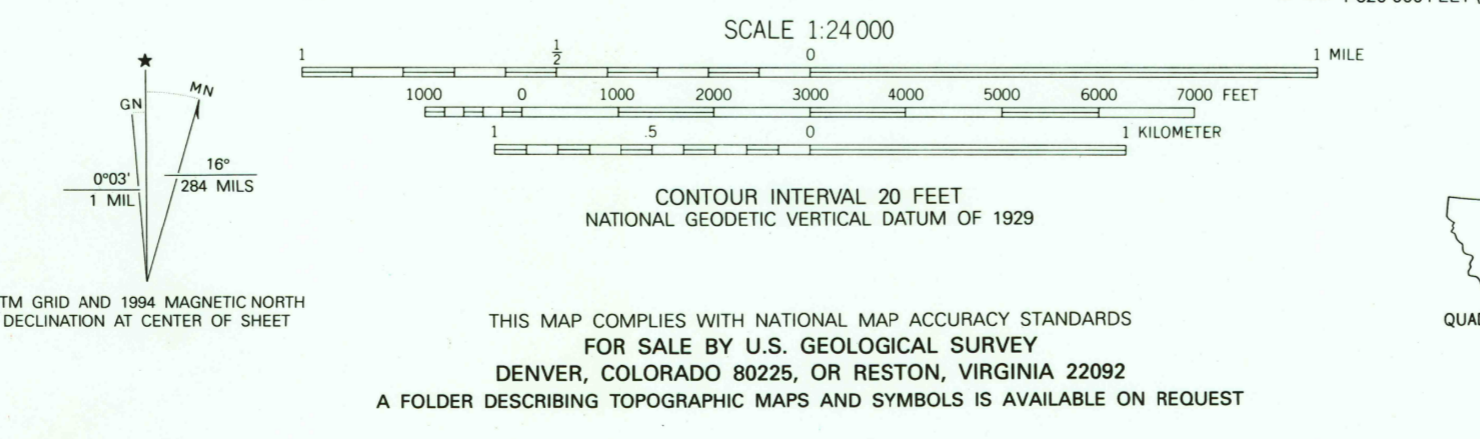 SCALE 1:24 000
1 1/2 0 1 MILE
1000 0 1000 2000 3000 4000 5000 6000 7000 FEET
1 .5 0 1 KILOMETER
CONTOUR INTERVAL 20 FEET
NATIONAL GEODETIC VERTICAL DATUM OF 1929
★
GN
MN
0°03'
1 MIL
16°
284 MILS
TM GRID AND 1994 MAGNETIC NORTH
DECLINATION AT CENTER OF SHEET
THIS MAP COMPLIES WITH NATIONAL MAP ACCURACY STANDARDS
FOR SALE BY U.S. GEOLOGICAL SURVEY
DENVER, COLORADO 80225, OR RESTON, VIRGINIA 22092
A FOLDER DESCRIBING TOPOGRAPHIC MAPS AND SYMBOLS IS AVAILABLE ON REQUEST
QUAD